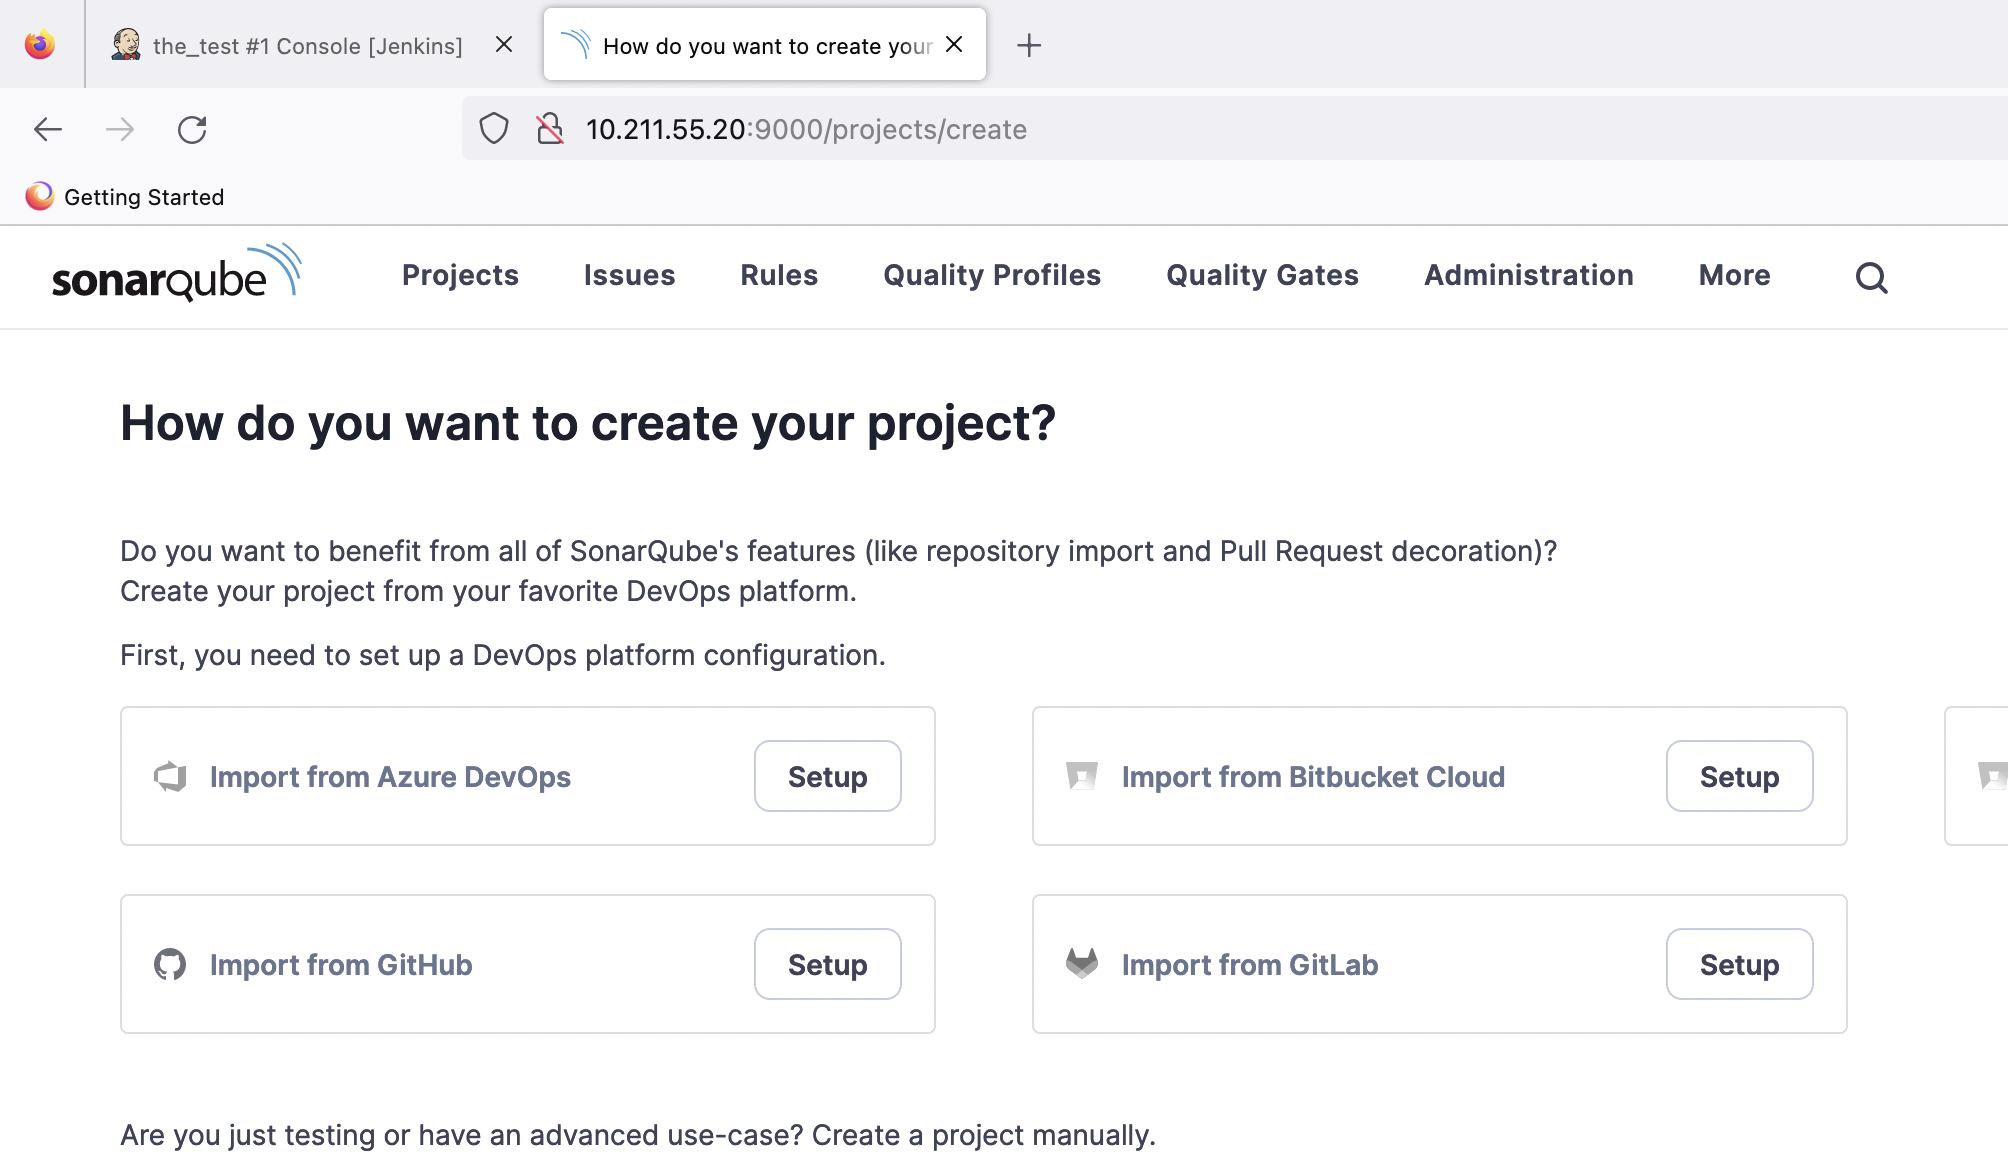 the_test #1 Console [Jenkins]
How do you want to create your
10.211.55.20:9000/projects/create
Getting Started
sonarqube
Projects Issues Rules Quality Profiles Quality Gates Administration More
How do you want to create your project?
Do you want to benefit from all of SonarQube's features (like repository import and Pull Request decoration)?
Create your project from your favorite DevOps platform.
First, you need to set up a DevOps platform configuration.
Import from Azure DevOps Setup
Import from Bitbucket Cloud Setup
Import from GitHub Setup
Import from GitLab Setup
Are you just testing or have an advanced use-case? Create a project manually.